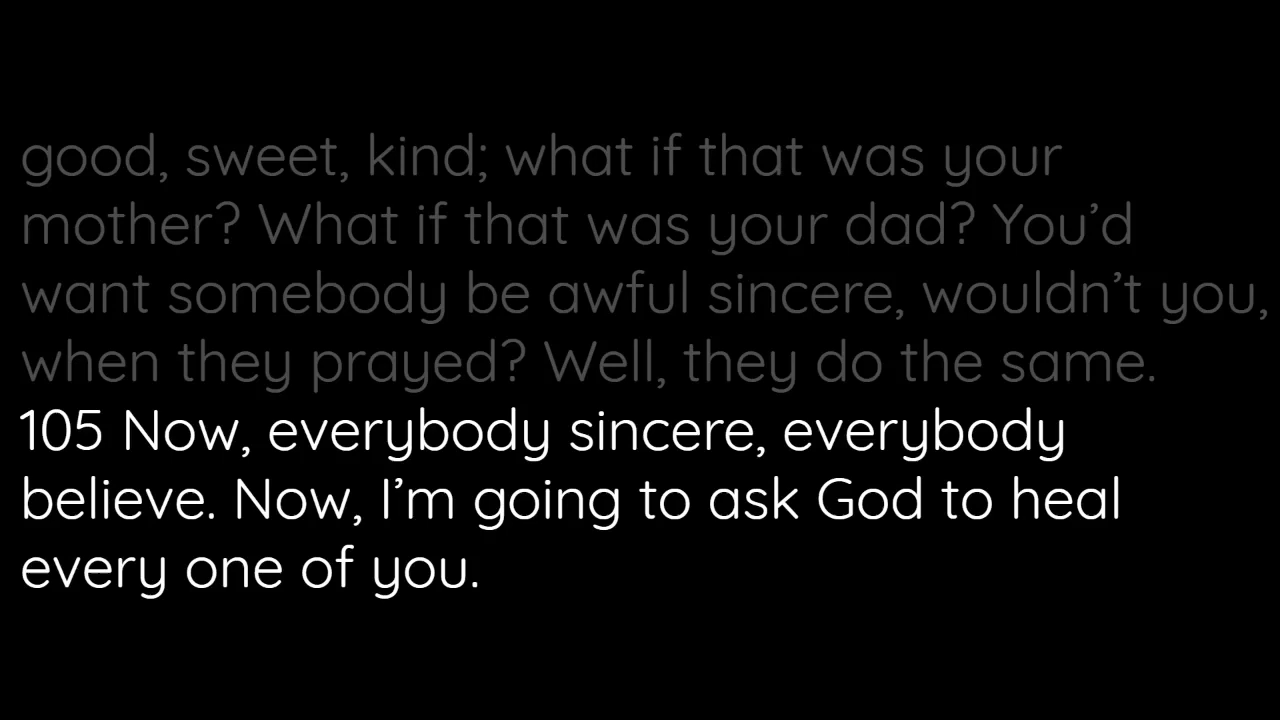 good, sweet, kind; what if that was your
mother? What if that was your dad? You’d
want somebody be awful sincere, wouldn’t you,
when they prayed? Well, they do the same.
105 Now, everybody sincere, everybody
believe. Now, I’m going to ask God to heal
every one of you.